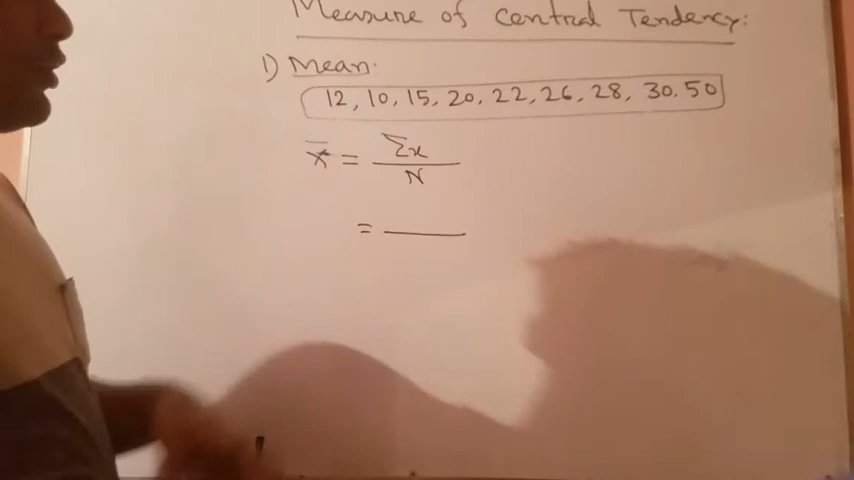 Measure of Central Tendency:
1) Mean:
12, 10, 15, 20, 22, 26, 28, 30, 50
x̄ = Σx / N
= ———